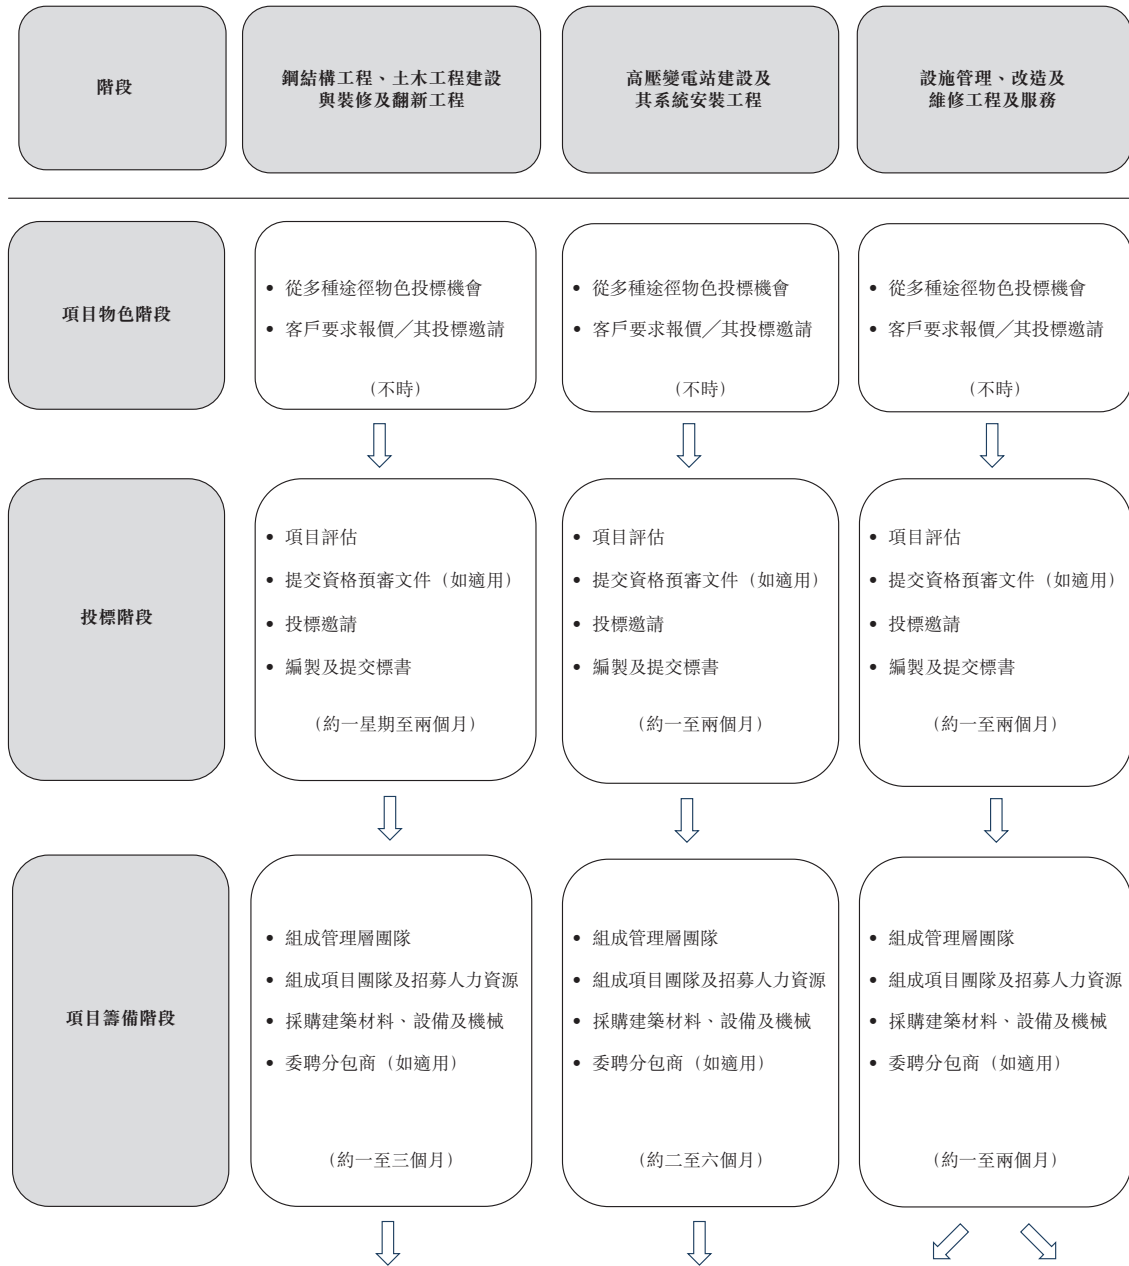 階段
鋼結構工程、土木工程建設
與裝修及翻新工程
高壓變電站建設及
其系統安裝工程
設施管理、改造及
維修工程及服務
項目物色階段
• 從多種途徑物色投標機會
• 客戶要求報價╱其投標邀請
（不時）
• 從多種途徑物色投標機會
• 客戶要求報價╱其投標邀請
（不時）
• 從多種途徑物色投標機會
• 客戶要求報價╱其投標邀請
（不時）
投標階段
• 項目評估
• 提交資格預審文件（如適用）
• 投標邀請
• 編製及提交標書
（約一星期至兩個月）
• 項目評估
• 提交資格預審文件（如適用）
• 投標邀請
• 編製及提交標書
（約一至兩個月）
• 項目評估
• 提交資格預審文件（如適用）
• 投標邀請
• 編製及提交標書
（約一至兩個月）
項目籌備階段
• 組成管理層團隊
• 組成項目團隊及招募人力資源
• 採購建築材料、設備及機械
• 委聘分包商（如適用）
（約一至三個月）
• 組成管理層團隊
• 組成項目團隊及招募人力資源
• 採購建築材料、設備及機械
• 委聘分包商（如適用）
（約二至六個月）
• 組成管理層團隊
• 組成項目團隊及招募人力資源
• 採購建築材料、設備及機械
• 委聘分包商（如適用）
（約一至兩個月）